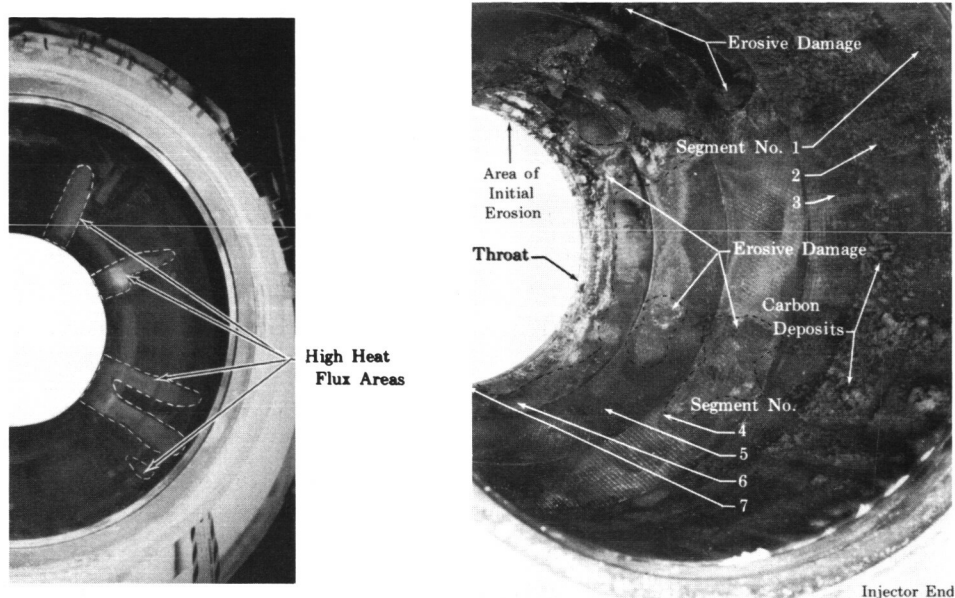 High Heat
Flux Areas
Erosive Damage
Segment No. 1
2
3
Area of
Initial
Erosion
Throat
Erosive Damage
Carbon
Deposits
Segment No.
4
5
6
7
Injector End